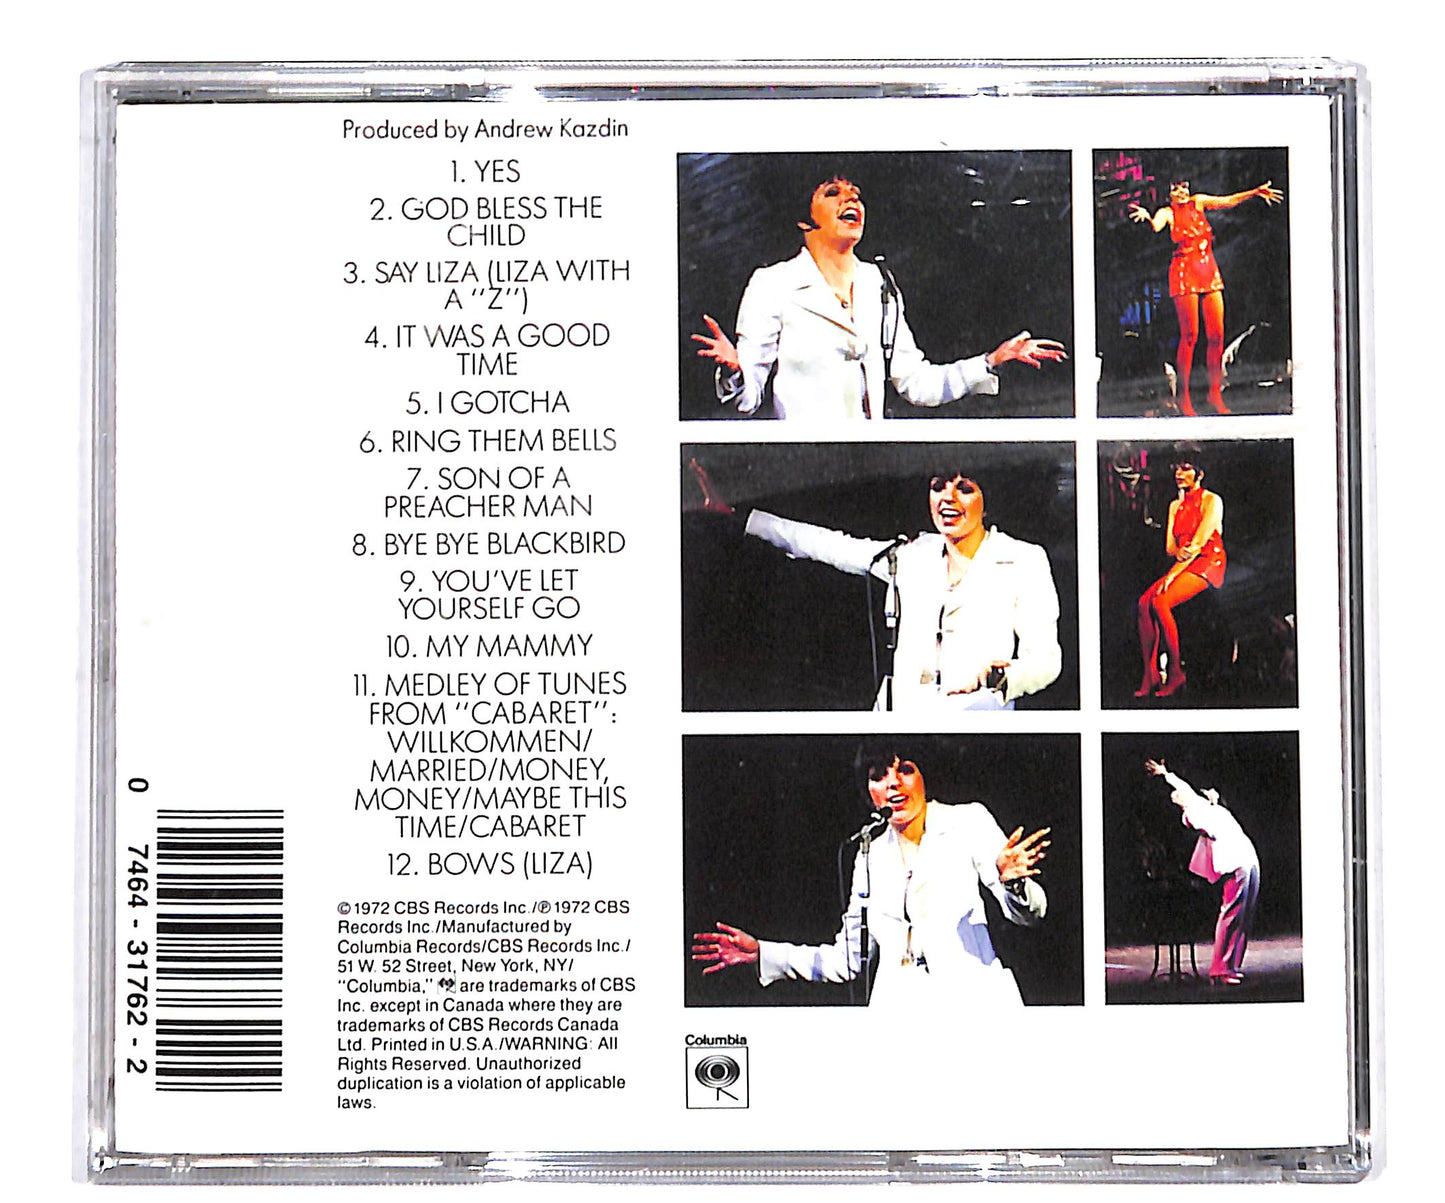 Produced by Andrew Kazdin
1. YES
2. GOD BLESS THE
CHILD
3. SAY LIZA (LIZA WITH
A "Z")
4. IT WAS A GOOD
TIME
5. I GOTCHA
6. RING THEM BELLS
7. SON OF A
PREACHER MAN
8. BYE BYE BLACKBIRD
9. YOU'VE LET
YOURSELF GO
10. MY MAMMY
11. MEDLEY OF TUNES
FROM "CABARET":
WILLKOMMEN/
MARRIED/MONEY,
MONEY/MAYBE THIS
TIME/CABARET
12. BOWS (LIZA)
© 1972 CBS Records Inc./℗ 1972 CBS
Records Inc./Manufactured by
Columbia Records/CBS Records Inc./
51 W. 52 Street, New York, NY/
"Columbia," are trademarks of CBS
Inc. except in Canada where they are
trademarks of CBS Records Canada
Ltd. Printed in U.S.A./WARNING: All
Rights Reserved. Unauthorized
duplication is a violation of applicable
laws.
0 7464-31762-2
Columbia